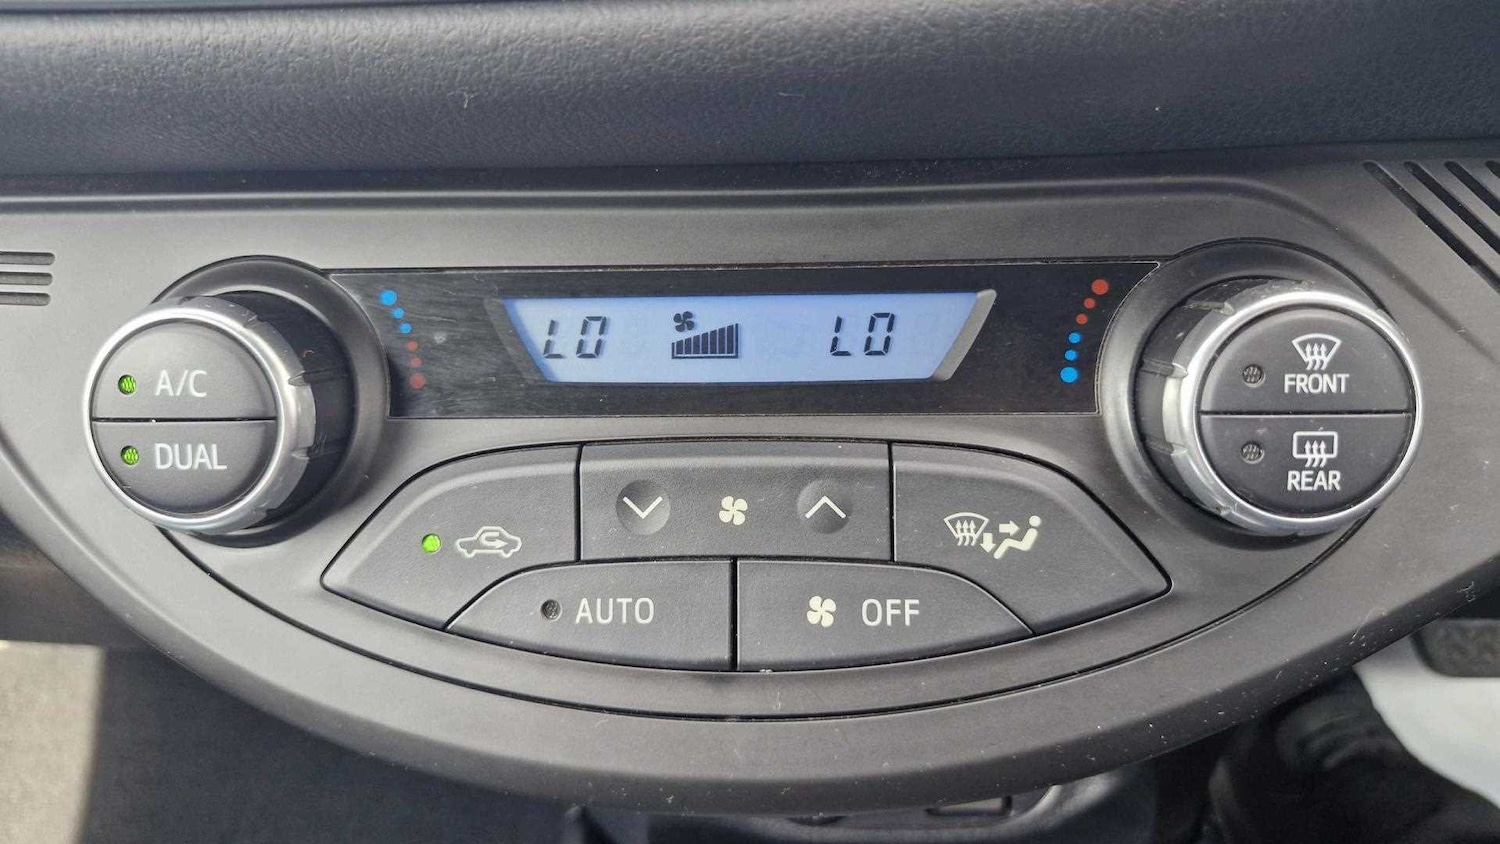 LO LO
A/C
DUAL
FRONT
REAR
AUTO
OFF